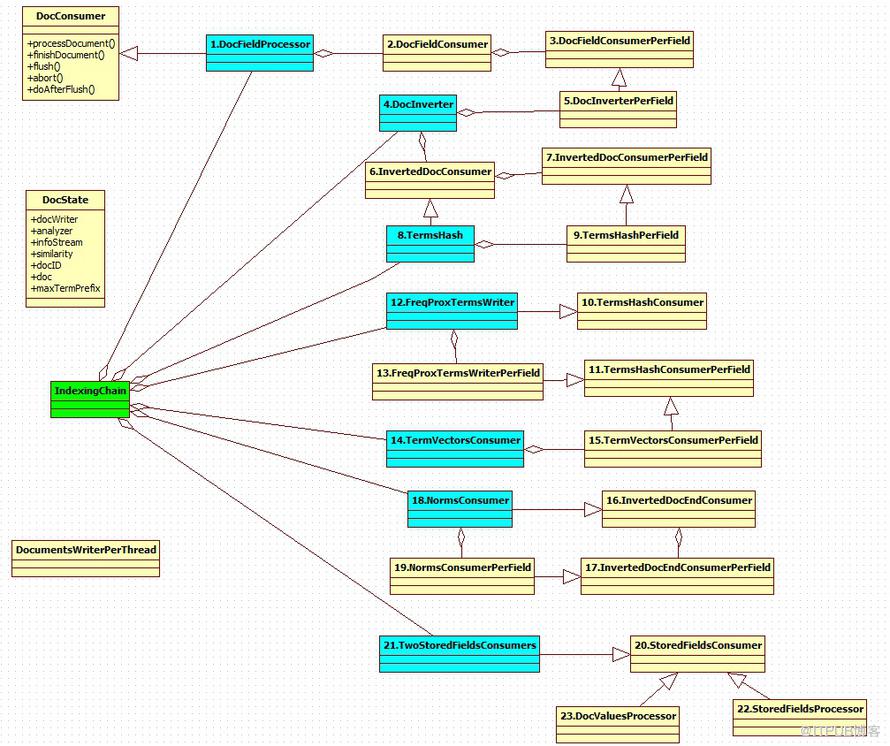 DocConsumer
+processDocument()
+finishDocument()
+flush()
+abort()
+doAfterFlush()
1.DocFieldProcessor
2.DocFieldConsumer
3.DocFieldConsumerPerField
4.DocInverter
5.DocInverterPerField
6.InvertedDocConsumer
7.InvertedDocConsumerPerField
DocState
+docWriter
+analyzer
+infoStream
+similarity
+docID
+doc
+maxTermPrefix
8.TermsHash
9.TermsHashPerField
12.FreqProxTermsWriter
10.TermsHashConsumer
13.FreqProxTermsWriterPerField
11.TermsHashConsumerPerField
IndexingChain
14.TermVectorsConsumer
15.TermVectorsConsumerPerField
18.NormsConsumer
16.InvertedDocEndConsumer
DocumentsWriterPerThread
19.NormsConsumerPerField
17.InvertedDocEndConsumerPerField
21.TwoStoredFieldsConsumers
20.StoredFieldsConsumer
23.DocValuesProcessor
22.StoredFieldsProcessor
@ITPUB博客